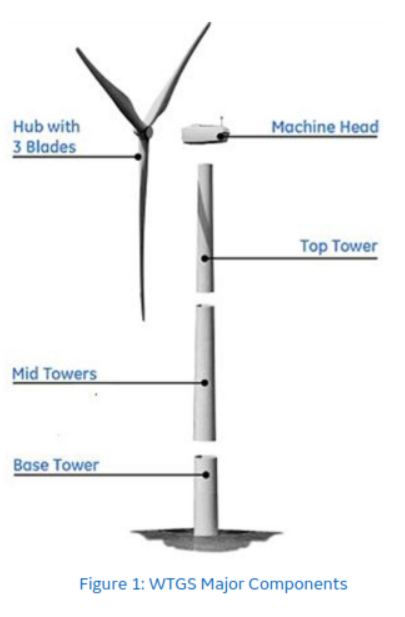 Hub with
3 Blades
Machine Head
Top Tower
Mid Towers
Base Tower
Figure 1: WTGS Major Components